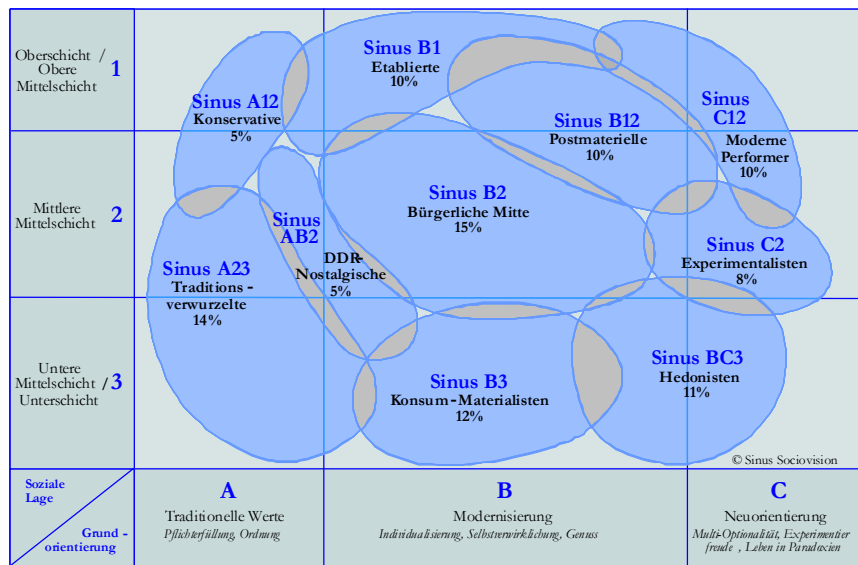 Oberschicht /
Obere
Mittelschicht
1
Sinus B1
Etablierte
10%
Sinus A12
Konservative
5%
Sinus
C12
Moderne
Performer
10%
Sinus B12
Postmaterielle
10%
Mittlere
Mittelschicht
2
Sinus B2
Bürgerliche Mitte
15%
Sinus
AB2
DDR-
Nostalgische
5%
Sinus A23
Traditions -
verwurzelte
14%
Sinus C2
Experimentalisten
8%
Untere
Mittelschicht /
Unterschicht
3
Sinus B3
Konsum-Materialisten
12%
Sinus BC3
Hedonisten
11%
© Sinus Sociovision
Soziale
Lage
Grund -
orientierung
A
Traditionelle Werte
Pflichterfüllung, Ordnung
B
Modernisierung
Individualisierung, Selbstverwirklichung, Genuss
C
Neuorientierung
Multi-Optionalität, Experimentier
freude , Leben in Paradoxien